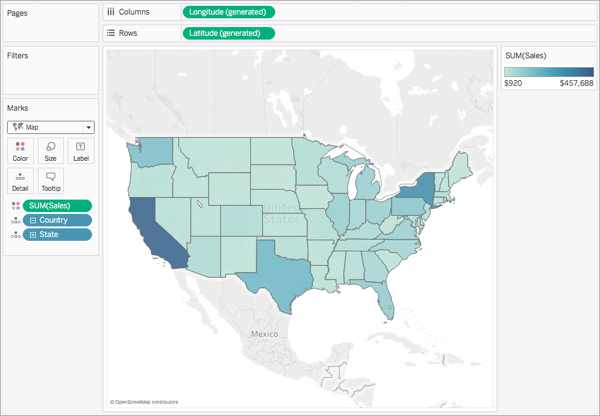 Pages
Columns
Longitude (generated)
Rows
Latitude (generated)
Filters
Marks
Map
Color
Size
Label
Detail
Tooltip
SUM(Sales)
Country
State
United
States
Mexico
© OpenStreetMap contributors
SUM(Sales)
$920
$457,688